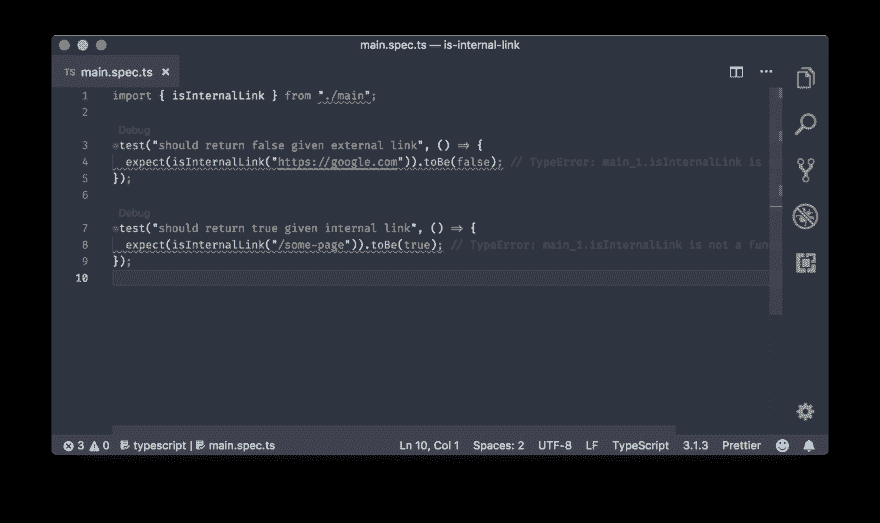 main.spec.ts — is-internal-link
TS main.spec.ts ×
1 import { isInternalLink } from "./main";
2
Debug
3 test("should return false given external link", () => {
4 expect(isInternalLink("https://google.com")).toBe(false); // TypeError: main_1.isInternalLink is
5 });
6
Debug
7 test("should return true given internal link", () => {
8 expect(isInternalLink("/some-page")).toBe(true); // TypeError: main_1.isInternalLink is not a func
9 });
10
3 0 typescript | main.spec.ts Ln 10, Col 1 Spaces: 2 UTF-8 LF TypeScript 3.1.3 Prettier